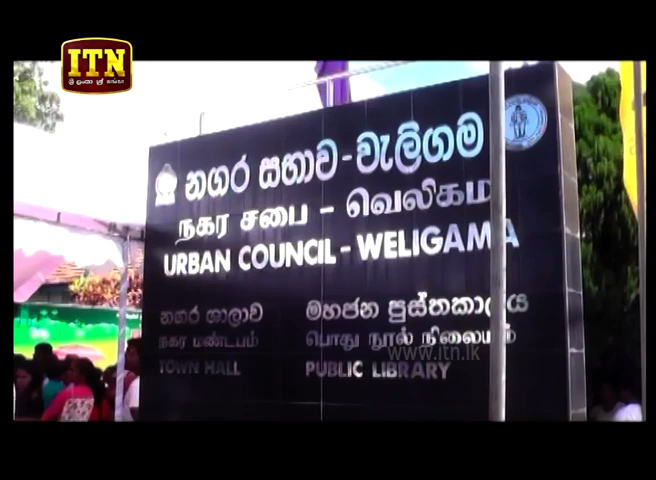 ITN
නගර සභාව - වැලිගම
நகர சபை - வெலிகம
URBAN COUNCIL - WELIGAMA
නගර ශාලාව
நகர மண்டபம்
TOWN HALL
මහජන පුස්තකාලය
பொது நூல் நிலையம்
PUBLIC LIBRARY
www.itn.lk